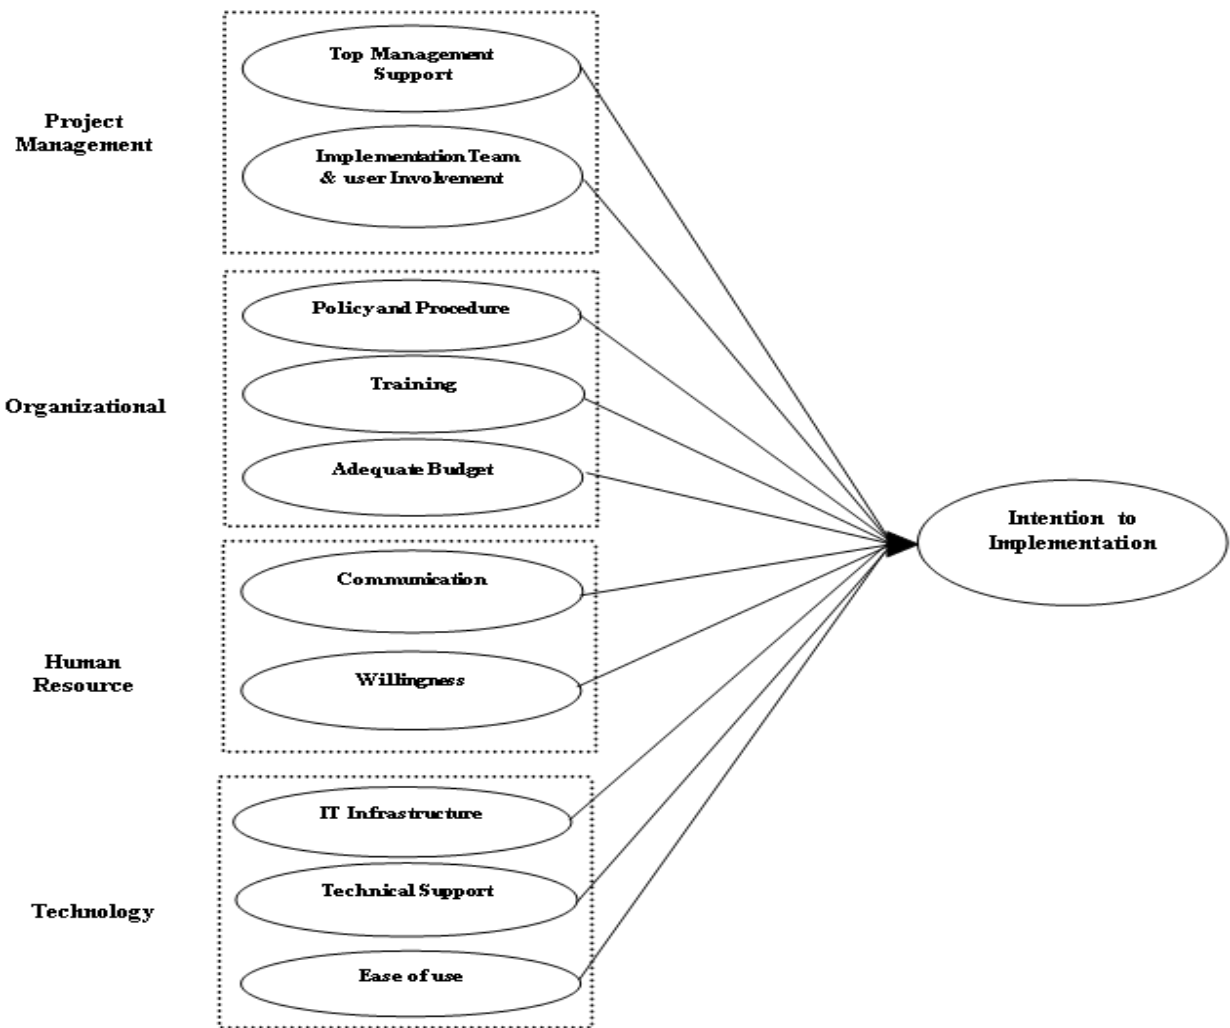 Project
Management
Top Management
Support
Implementation Team
& user Involvement
Organizational
Policy and Procedure
Training
Adequate Budget
Human
Resource
Communication
Willingness
Technology
IT Infrastructure
Technical Support
Ease of use
Intention to
Implementation